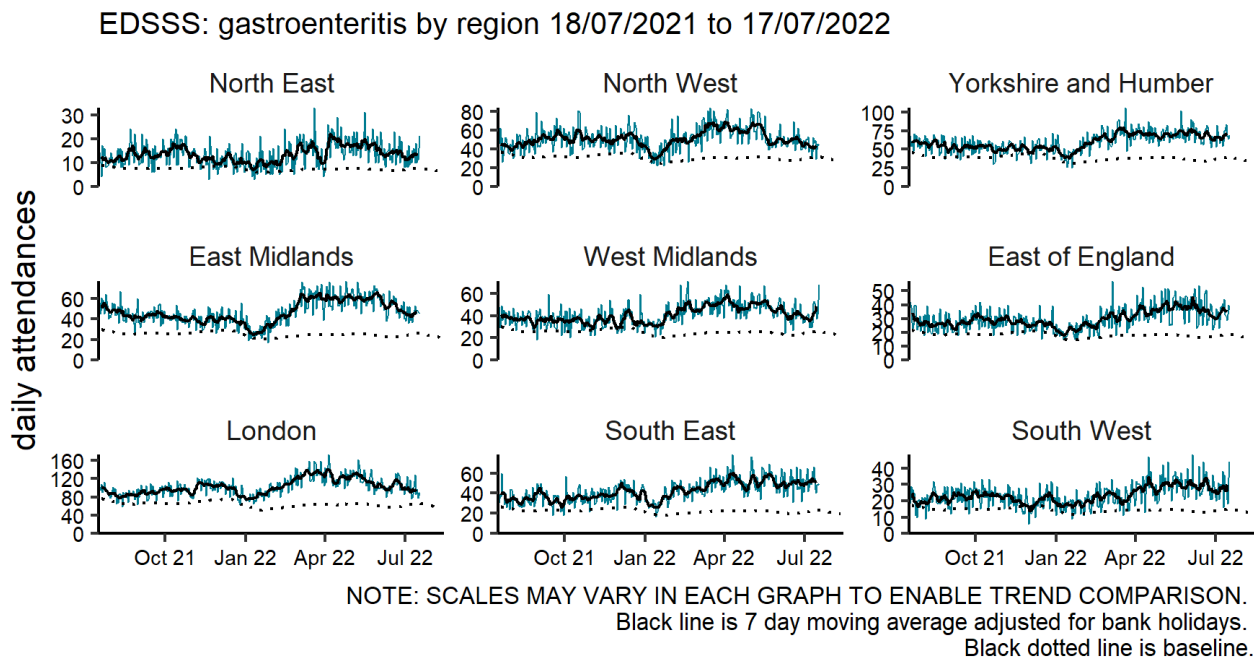 EDSSS: gastroenteritis by region 18/07/2021 to 17/07/2022
daily attendances
North East
30
20
10
0
North West
80
60
40
20
0
Yorkshire and Humber
100
75
50
25
0
East Midlands
60
40
20
0
West Midlands
60
40
20
0
East of England
50
40
30
20
10
0
London
160
120
80
40
0
South East
60
40
20
0
South West
40
30
20
10
0
Oct 21 Jan 22 Apr 22 Jul 22
Oct 21 Jan 22 Apr 22 Jul 22
Oct 21 Jan 22 Apr 22 Jul 22
NOTE: SCALES MAY VARY IN EACH GRAPH TO ENABLE TREND COMPARISON.
Black line is 7 day moving average adjusted for bank holidays.
Black dotted line is baseline.